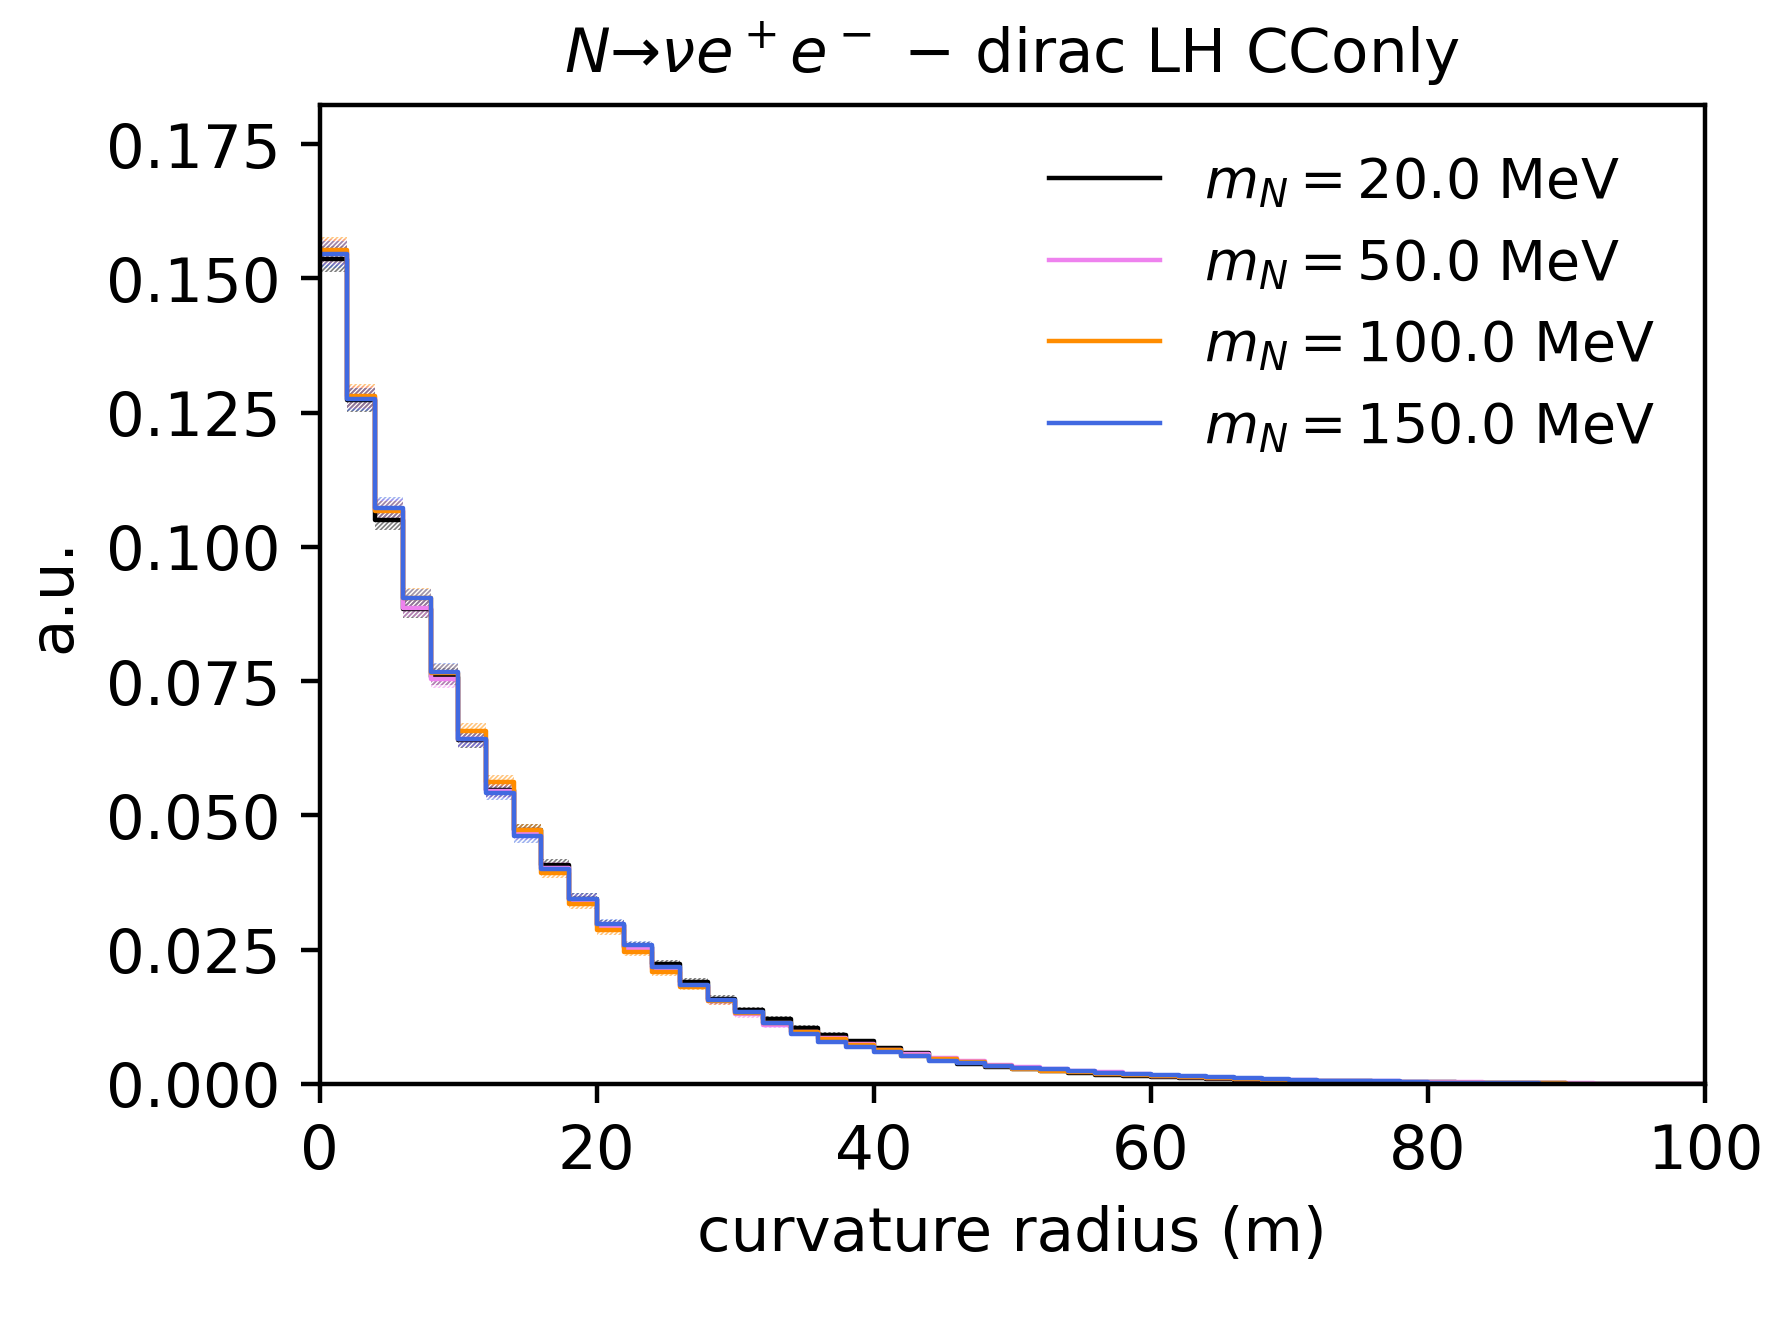 N→νe⁺e⁻ − dirac LH CConly
0.175
0.150
0.125
0.100
0.075
0.050
0.025
0.000
a.u.
m_N = 20.0 MeV
m_N = 50.0 MeV
m_N = 100.0 MeV
m_N = 150.0 MeV
0 20 40 60 80 100
curvature radius (m)